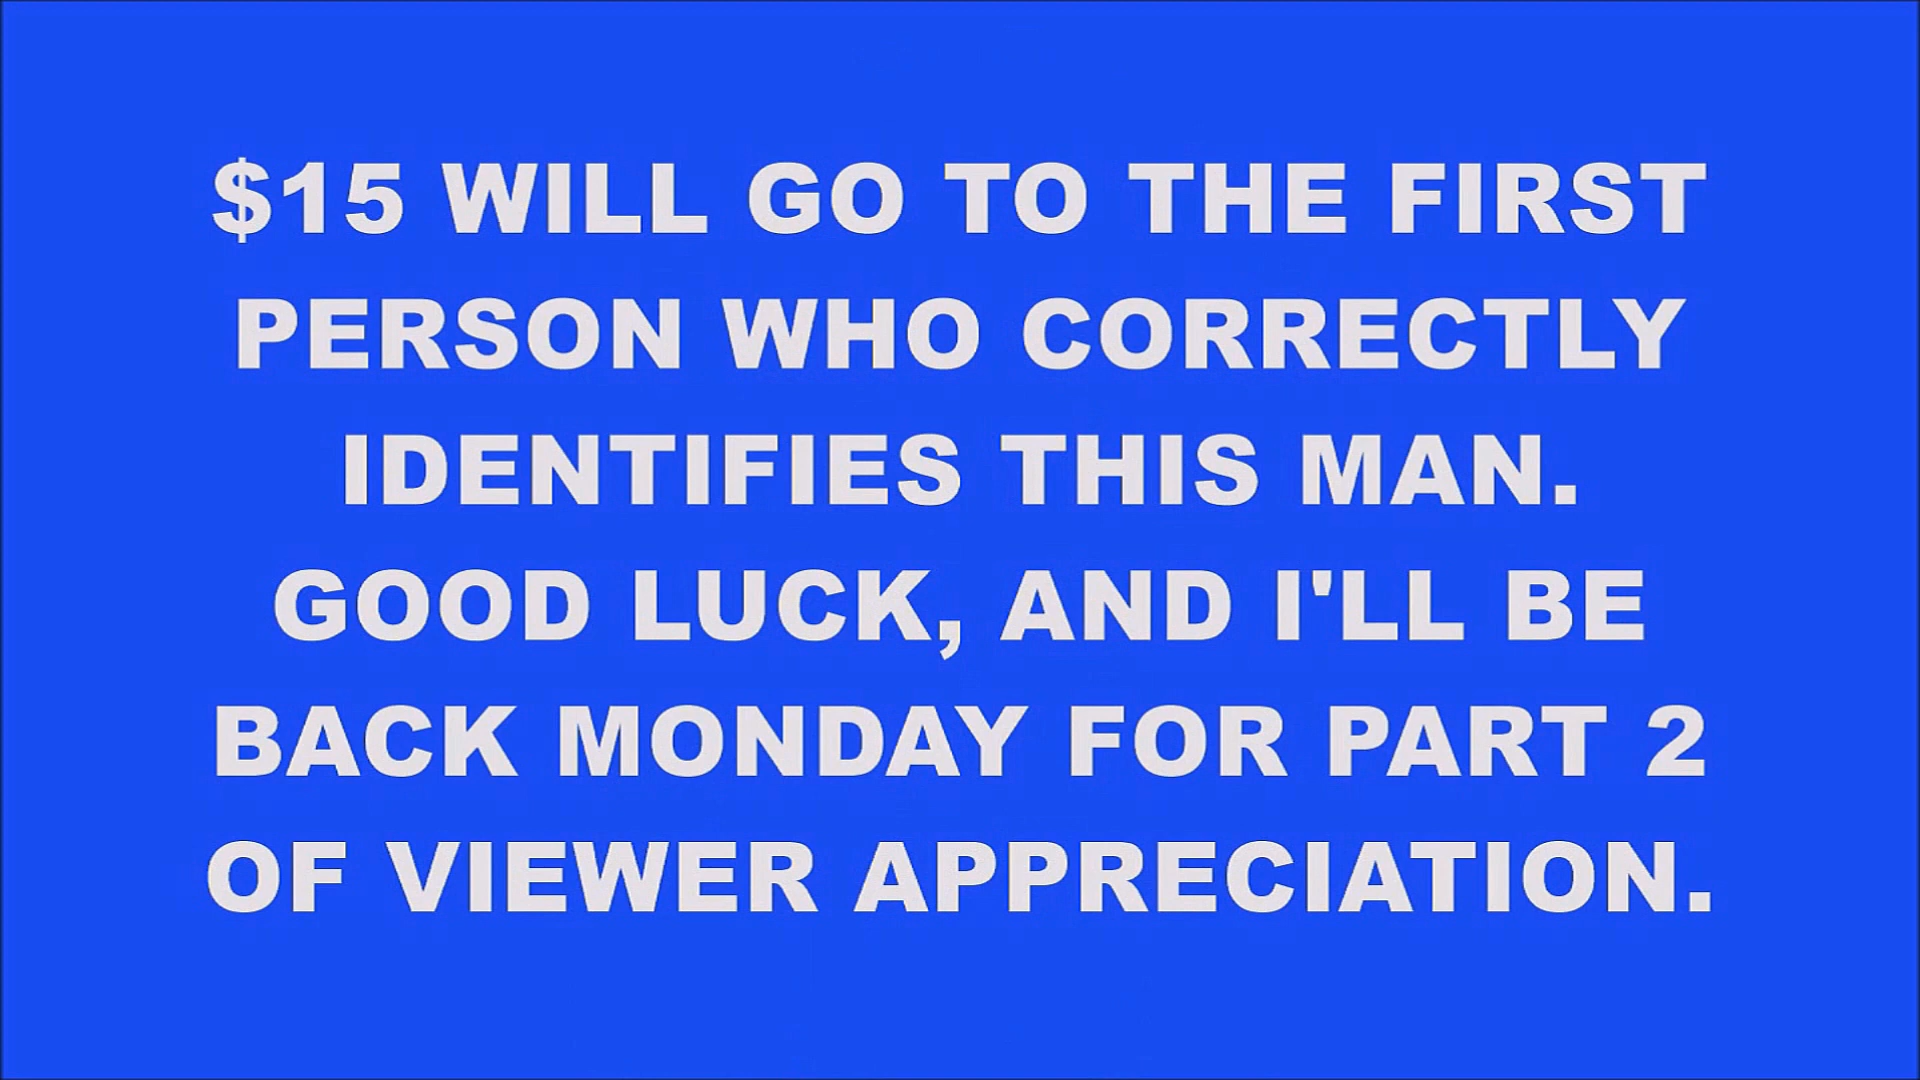 $15 WILL GO TO THE FIRST
PERSON WHO CORRECTLY
IDENTIFIES THIS MAN.
GOOD LUCK, AND I'LL BE
BACK MONDAY FOR PART 2
OF VIEWER APPRECIATION.